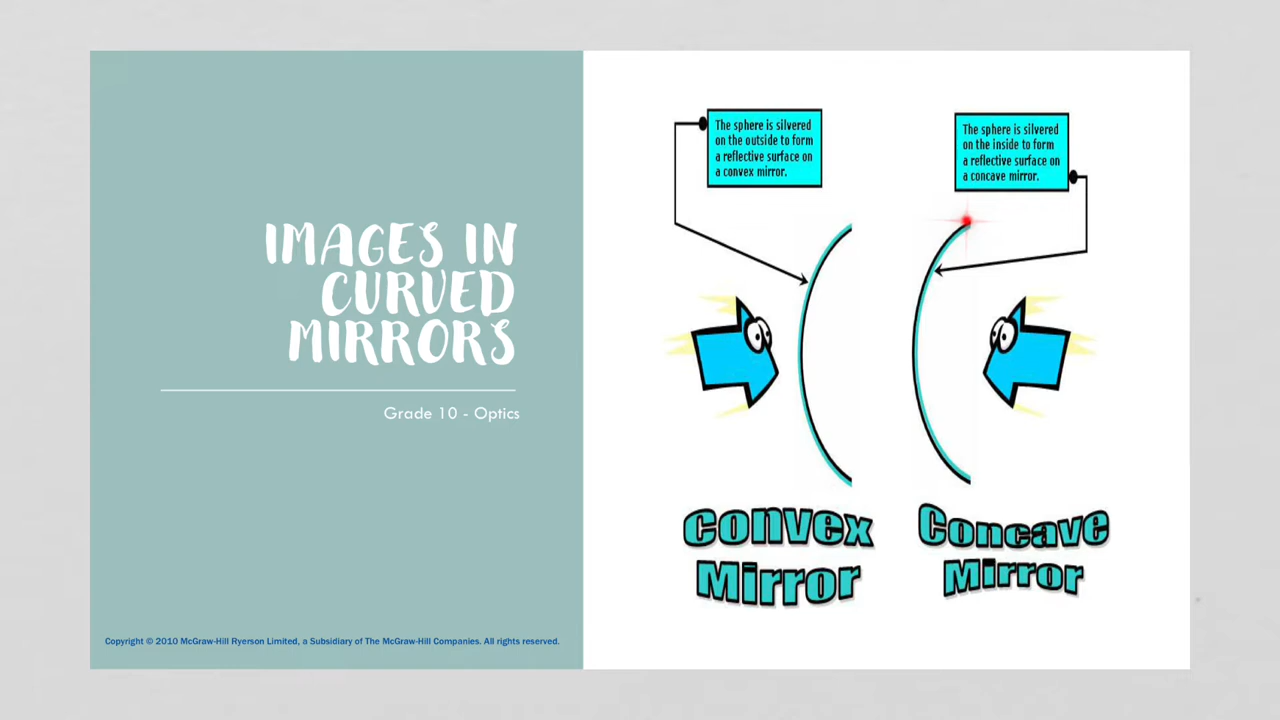 IMAGES IN
CURVED
MIRRORS
Grade 10 - Optics
Copyright © 2010 McGraw-Hill Ryerson Limited, a Subsidiary of The McGraw-Hill Companies. All rights reserved.
The sphere is silvered
on the outside to form
a reflective surface on
a convex mirror.
The sphere is silvered
on the inside to form
a reflective surface on
a concave mirror.
Convex
Mirror
Concave
Mirror